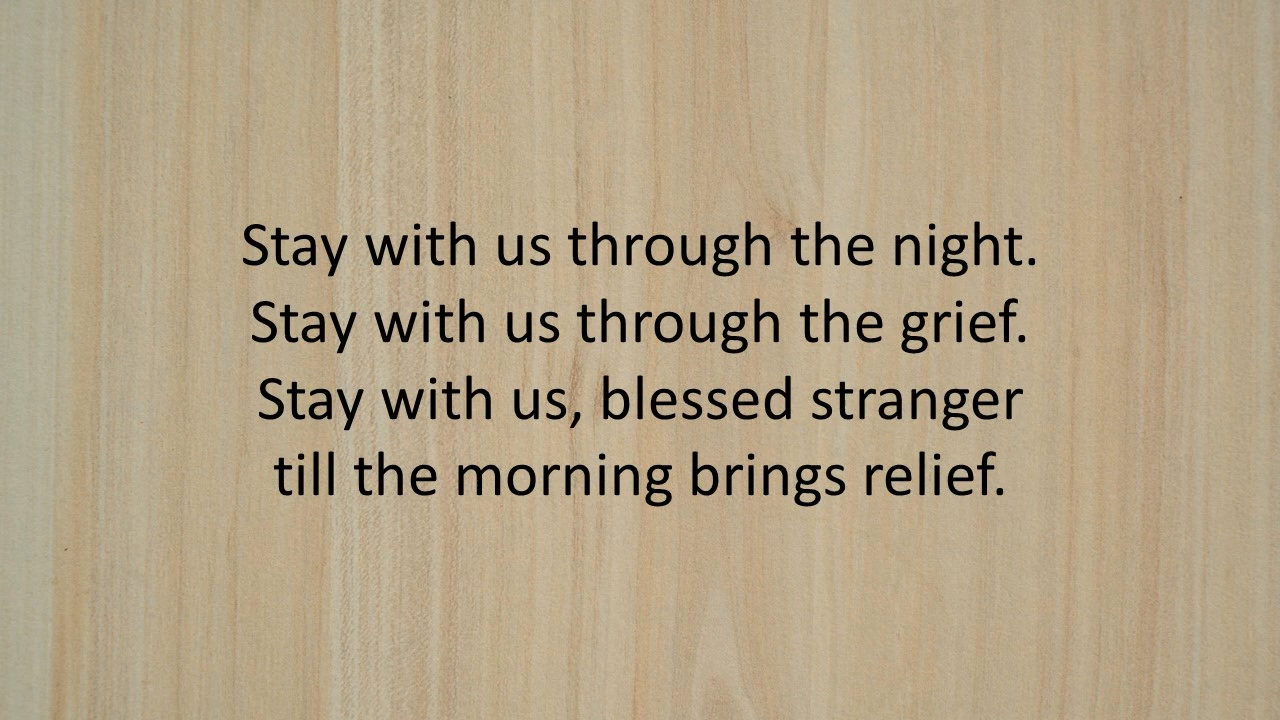 Stay with us through the night.
Stay with us through the grief.
Stay with us, blessed stranger
till the morning brings relief.